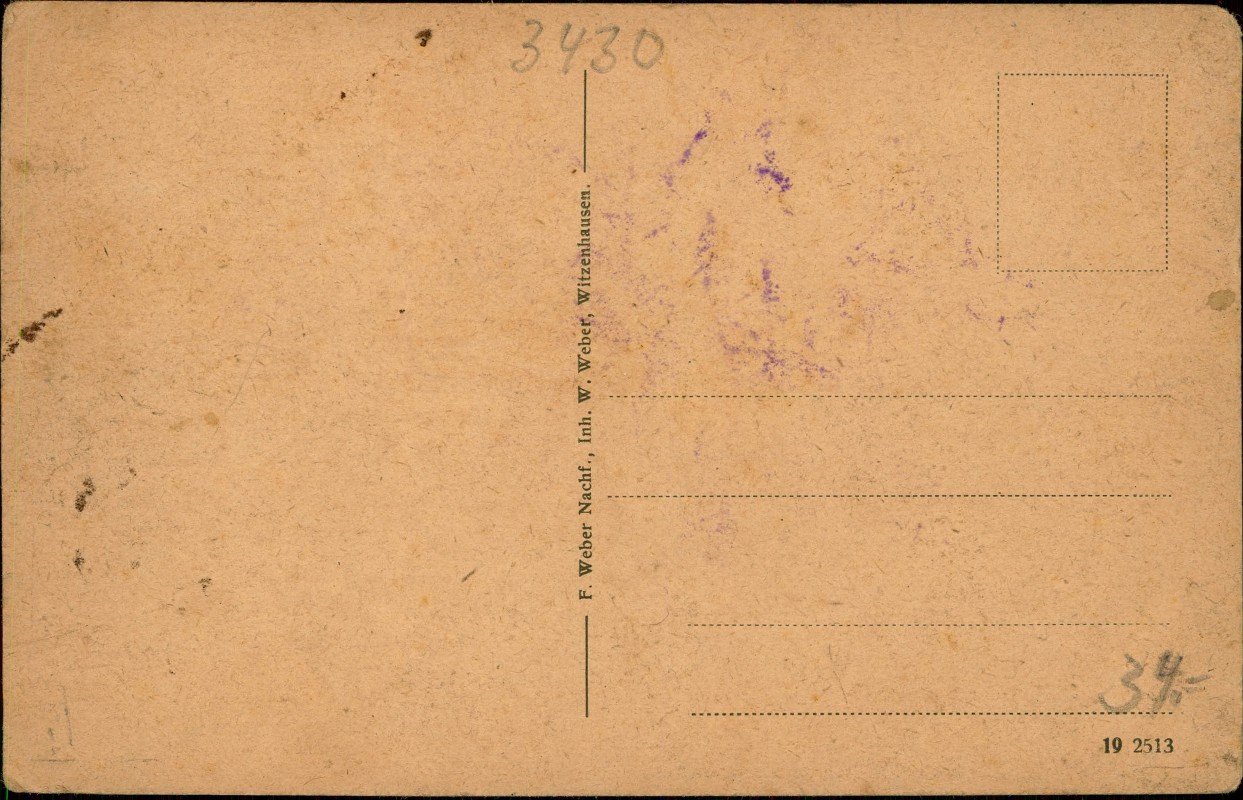 3430
F. Weber Nachf., Inh. W. Weber, Witzenhausen.
34.-
19 2513